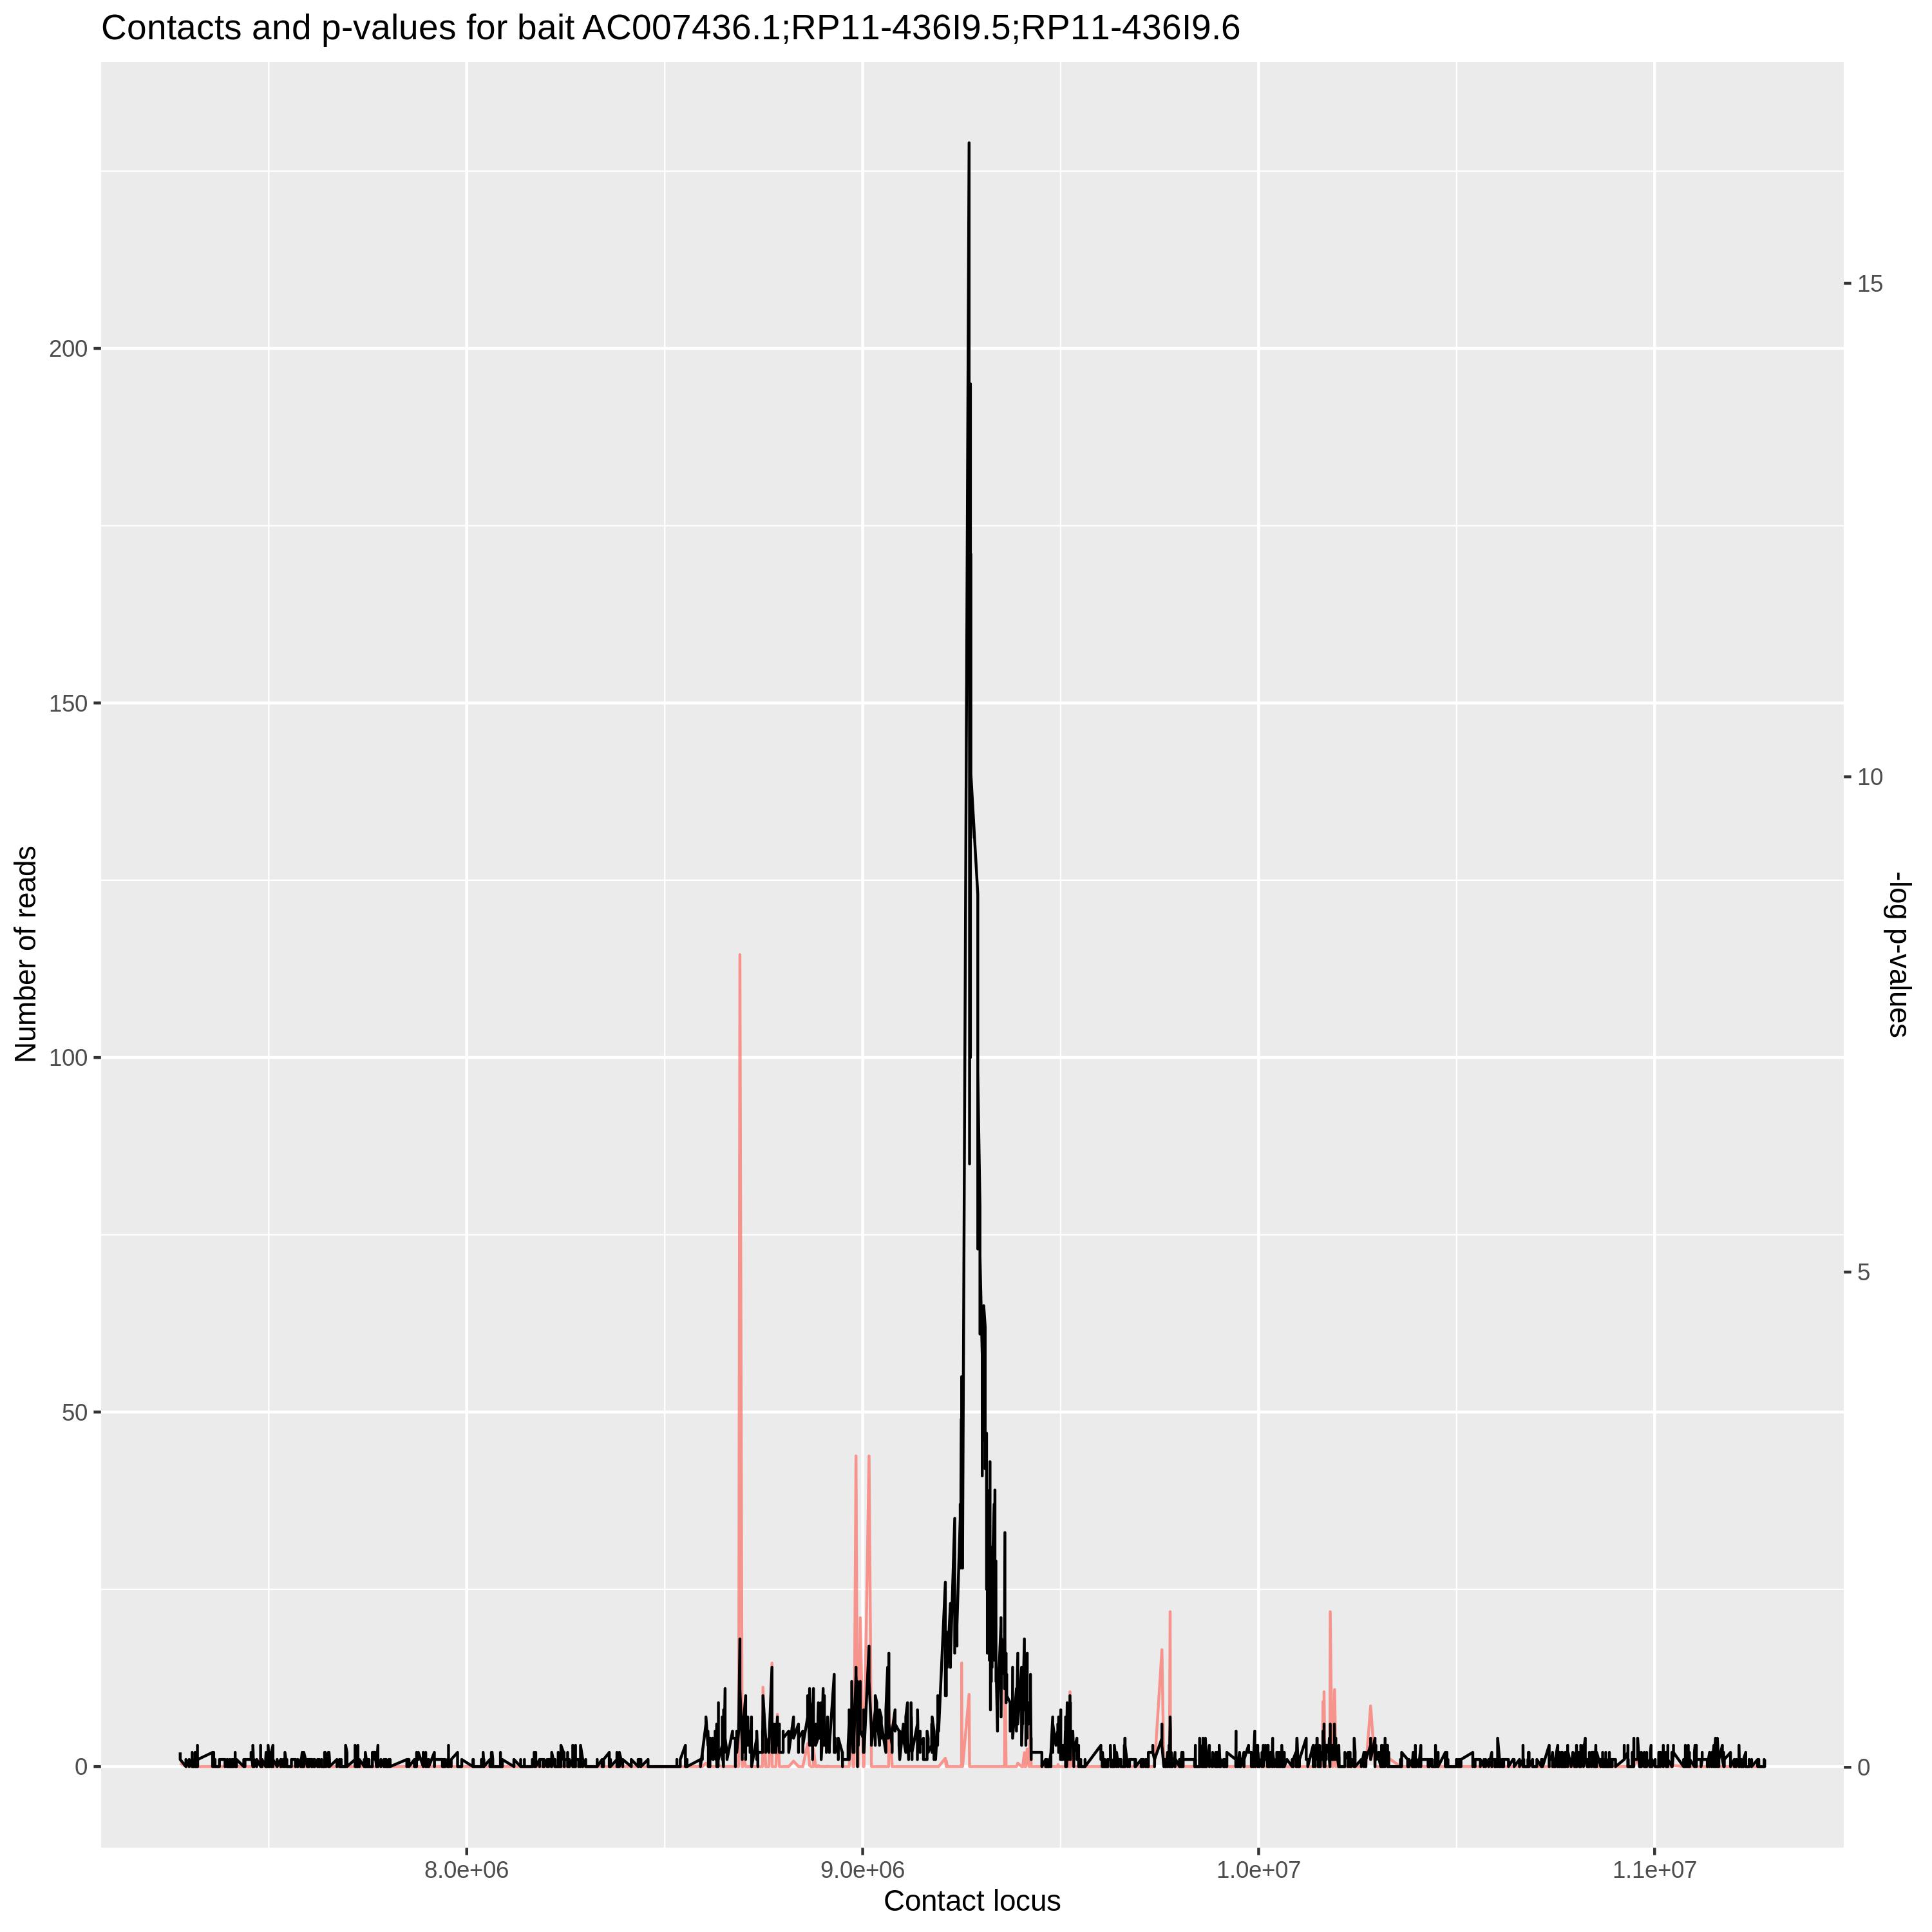 Contacts and p-values for bait AC007436.1;RP11-436I9.5;RP11-436I9.6
200
150
100
50
0
Number of reads
15
10
5
0
-log p-values
8.0e+06
9.0e+06
1.0e+07
1.1e+07
Contact locus